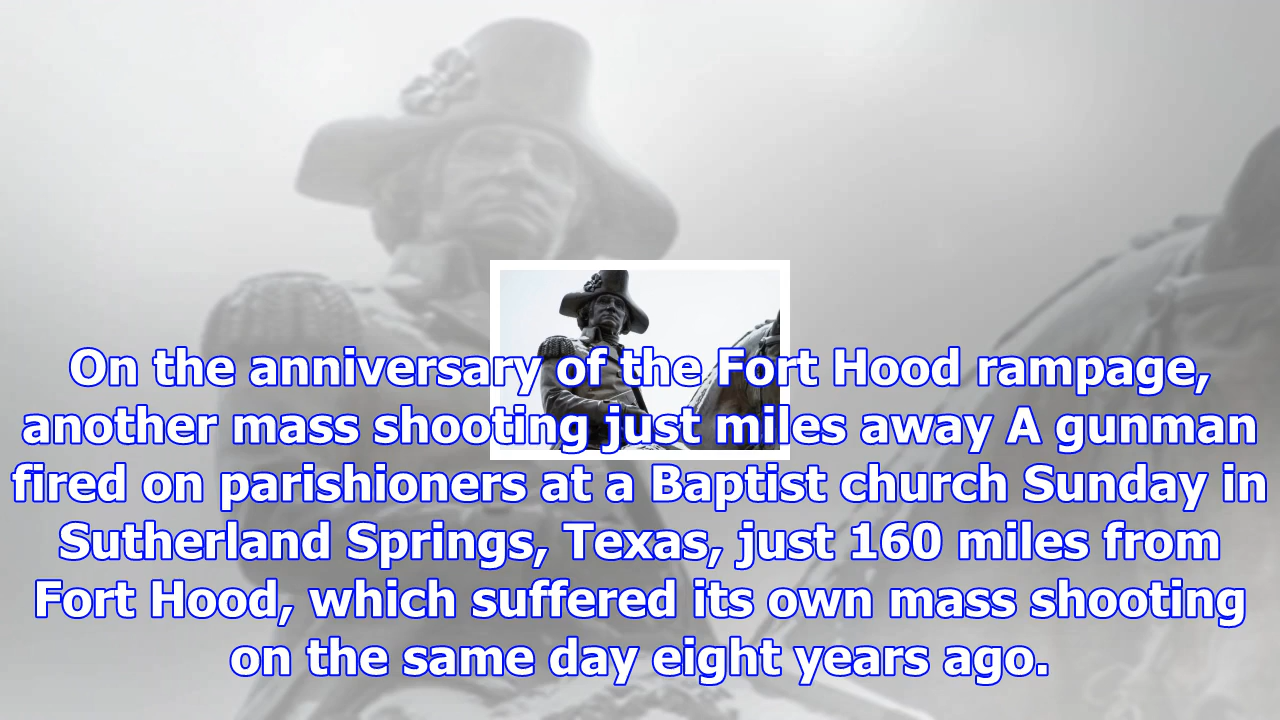 On the anniversary of the Fort Hood rampage,
another mass shooting just miles away A gunman
fired on parishioners at a Baptist church Sunday in
Sutherland Springs, Texas, just 160 miles from
Fort Hood, which suffered its own mass shooting
on the same day eight years ago.